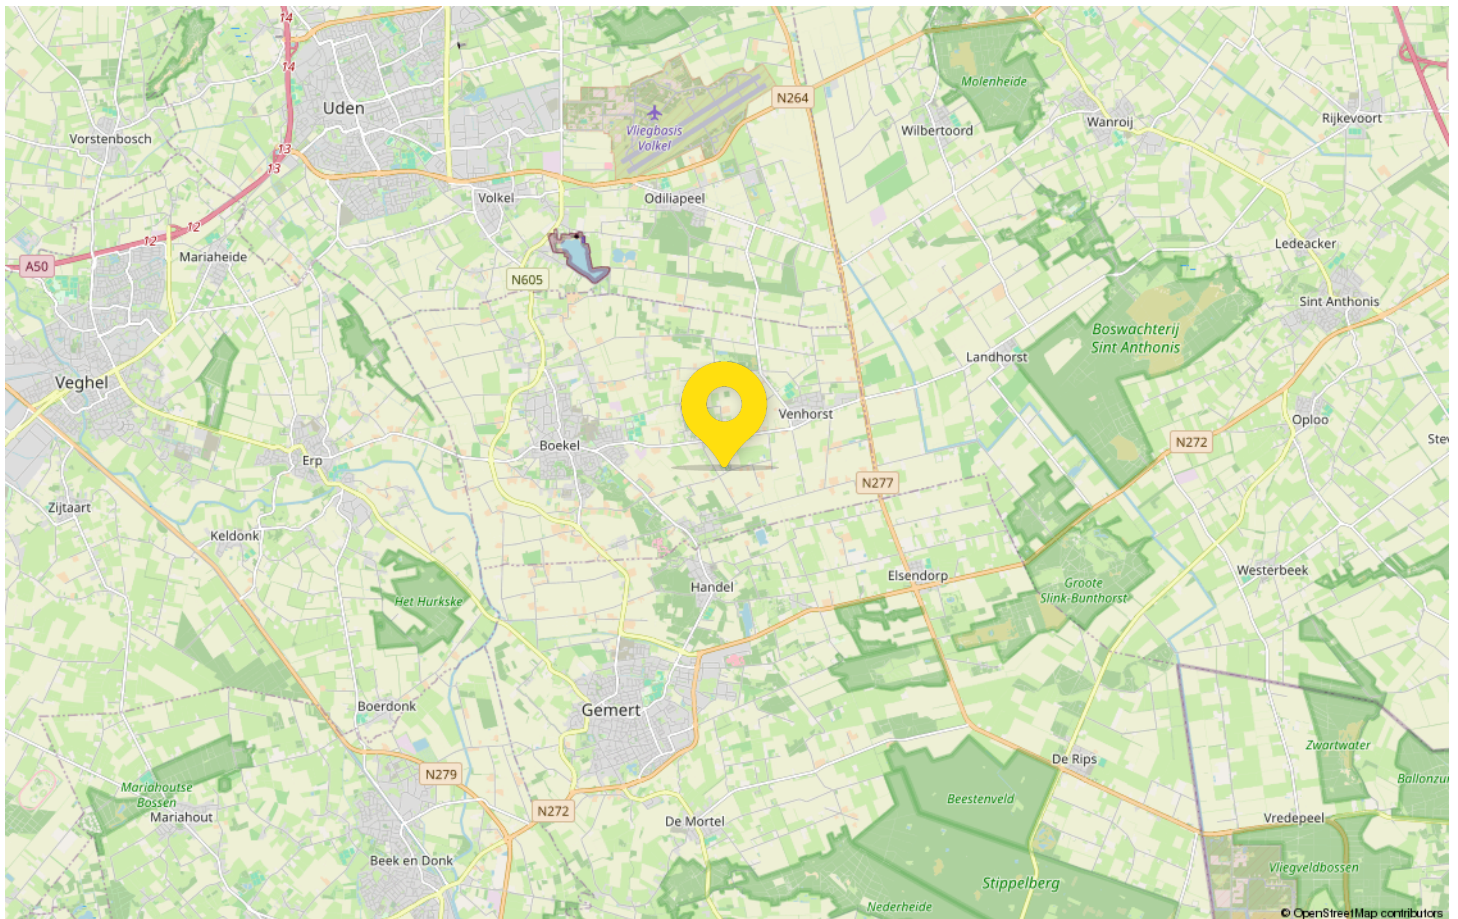 14
14
Uden
N264
Molenheide
Vliegbasis
Volkel
Wilbertoord
Wanroij
Rijkevoort
Vorstenbosch
13
13
Volkel
Odiliapeel
12
12
Mariaheide
A50
N605
Ledeacker
Sint Anthonis
Boswachterij
Sint Anthonis
Landhorst
Veghel
Venhorst
Oploo
Boekel
N272
Erp
N277
Zijtaart
Keldonk
Elsendorp
Westerbeek
Groote
Slink-Bunthorst
Handel
Het Hurkske
Boerdonk
Gemert
Zwartwater
De Rips
N279
Mariahoutse
Bossen
Beestenveld
N272
Mariahout
De Mortel
Vredepeel
Beek en Donk
Vliegveldbossen
Stippelberg
Nederheide
© OpenStreetMap contributors